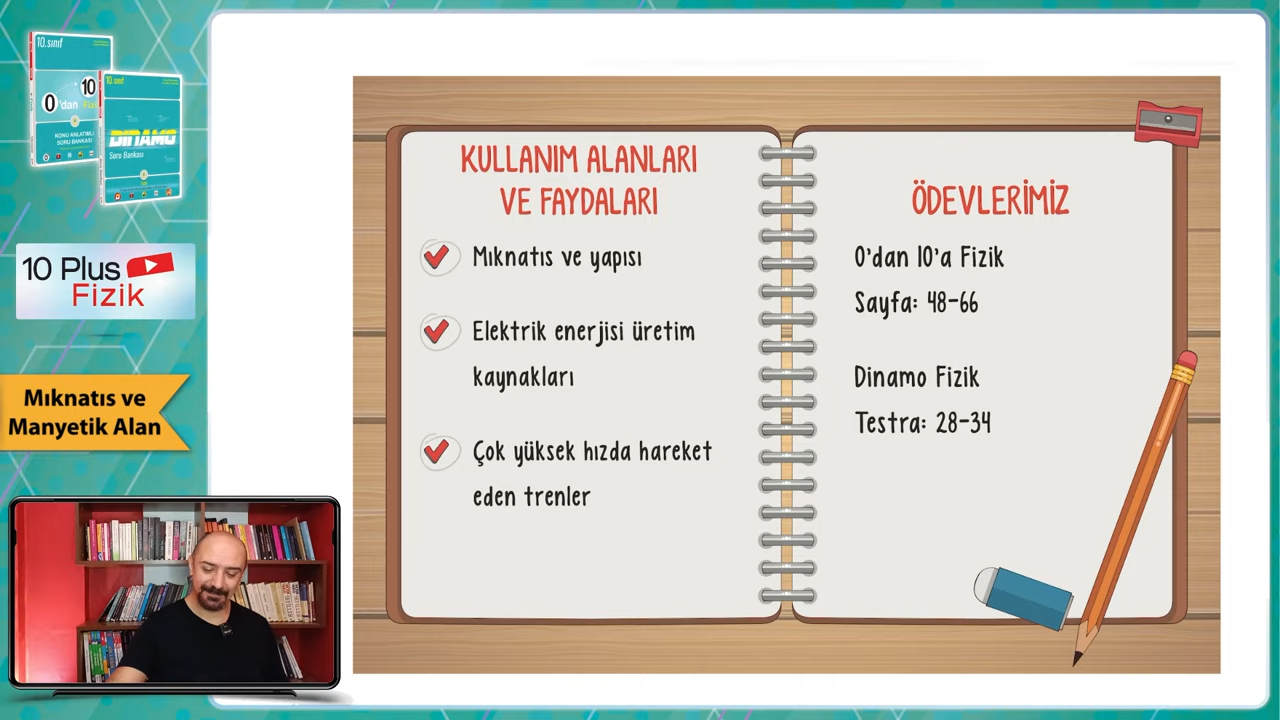 10.sınıf
0'dan 10
KONU ANLATIMLI
SORU BANKASI
10.sınıf
DINAMO
Soru Bankası
10 Plus
Fizik
Mıknatıs ve
Manyetik Alan
KULLANIM ALANLARI
VE FAYDALARI
Mıknatıs ve yapısı
Elektrik enerjisi üretim
kaynakları
Çok yüksek hızda hareket
eden trenler
ÖDEVLERİMİZ
0'dan 10'a Fizik
Sayfa: 48-66
Dinamo Fizik
Testra: 28-34